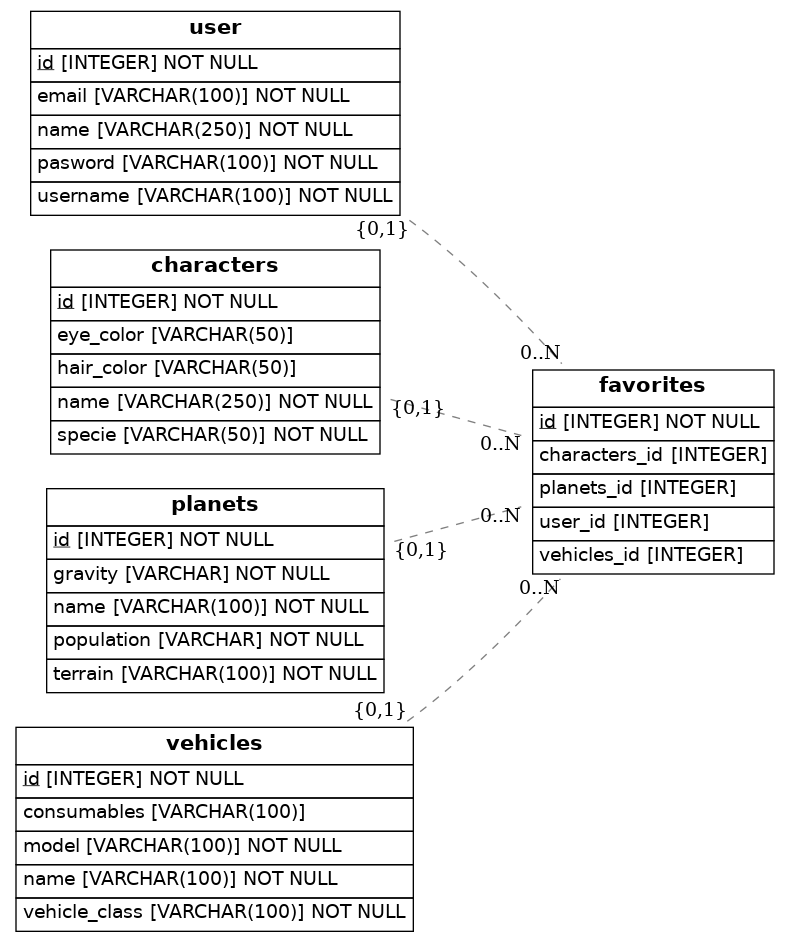 user
id [INTEGER] NOT NULL
email [VARCHAR(100)] NOT NULL
name [VARCHAR(250)] NOT NULL
pasword [VARCHAR(100)] NOT NULL
username [VARCHAR(100)] NOT NULL
{0,1}
characters
id [INTEGER] NOT NULL
eye_color [VARCHAR(50)]
hair_color [VARCHAR(50)]
name [VARCHAR(250)] NOT NULL
specie [VARCHAR(50)] NOT NULL
{0,1}
planets
id [INTEGER] NOT NULL
gravity [VARCHAR] NOT NULL
name [VARCHAR(100)] NOT NULL
population [VARCHAR] NOT NULL
terrain [VARCHAR(100)] NOT NULL
{0,1}
vehicles
id [INTEGER] NOT NULL
consumables [VARCHAR(100)]
model [VARCHAR(100)] NOT NULL
name [VARCHAR(100)] NOT NULL
vehicle_class [VARCHAR(100)] NOT NULL
{0,1}
0..N
0..N
0..N
0..N
favorites
id [INTEGER] NOT NULL
characters_id [INTEGER]
planets_id [INTEGER]
user_id [INTEGER]
vehicles_id [INTEGER]